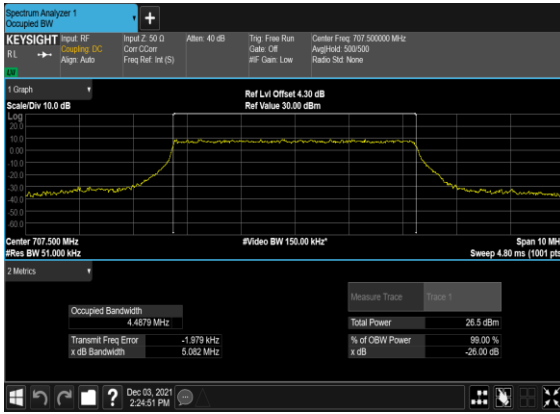 Spectrum Analyzer 1
Occupied BW
KEYSIGHT
RL
Input: RF
Coupling: DC
Align: Auto
Input Z: 50 Ω
Corr CCorr
Freq Ref: Int (S)
Atten: 40 dB
Trig: Free Run
Gate: Off
#IF Gain: Low
Center Freq: 707.500000 MHz
Avg|Hold: 500/500
Radio Std: None
1 Graph
Scale/Div 10.0 dB
Ref Lvl Offset 4.30 dB
Ref Value 30.00 dBm
Log
20.0
10.0
0.00
-10.0
-20.0
-30.0
-40.0
-50.0
-60.0
Center 707.500 MHz
#Res BW 51.000 kHz
#Video BW 150.00 kHz*
Span 10 MH
Sweep 4.80 ms (1001 pts
2 Metrics
Measure Trace
Trace 1
Occupied Bandwidth
4.4879 MHz
Total Power
26.5 dBm
Transmit Freq Error
-1.979 kHz
% of OBW Power
99.00 %
x dB Bandwidth
5.082 MHz
x dB
-26.00 dB
?
Dec 03, 2021
2:24:51 PM